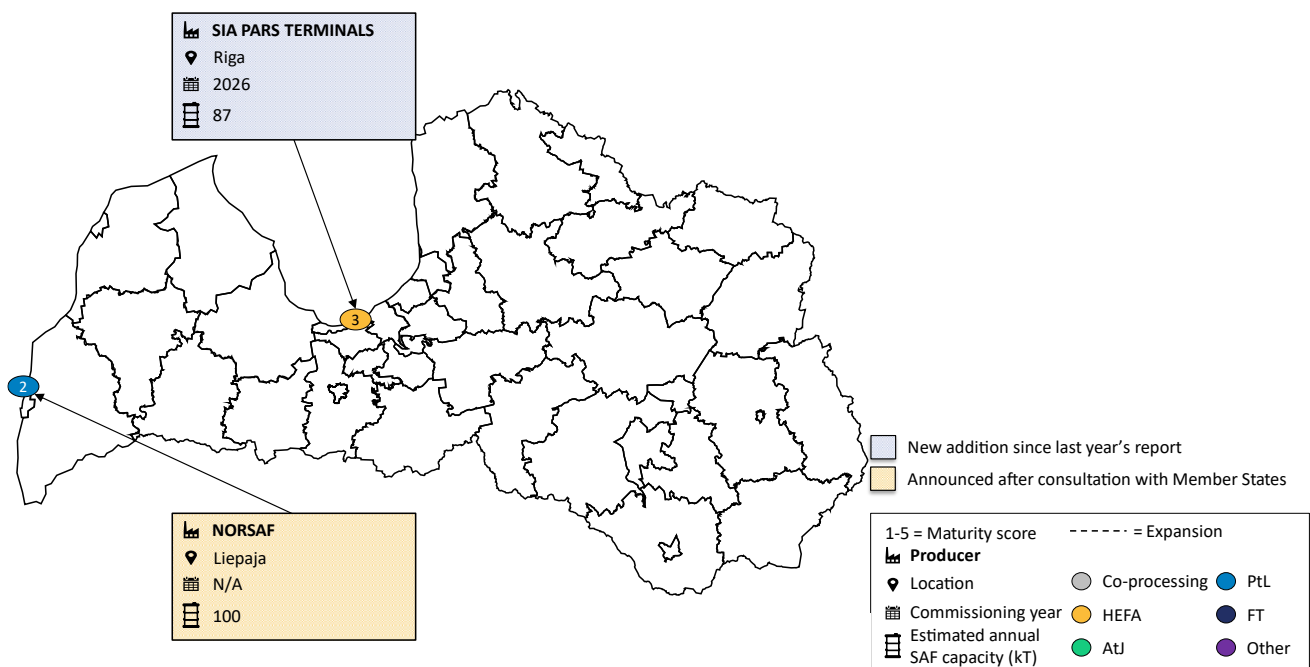 SIA PARS TERMINALS
Riga
2026
87
3
2
NORSAF
Liepaja
N/A
100
New addition since last year's report
Announced after consultation with Member States
1-5 = Maturity score
= Expansion
Producer
Location
Commissioning year
Estimated annual
SAF capacity (kT)
Co-processing
PtL
HEFA
FT
AtJ
Other